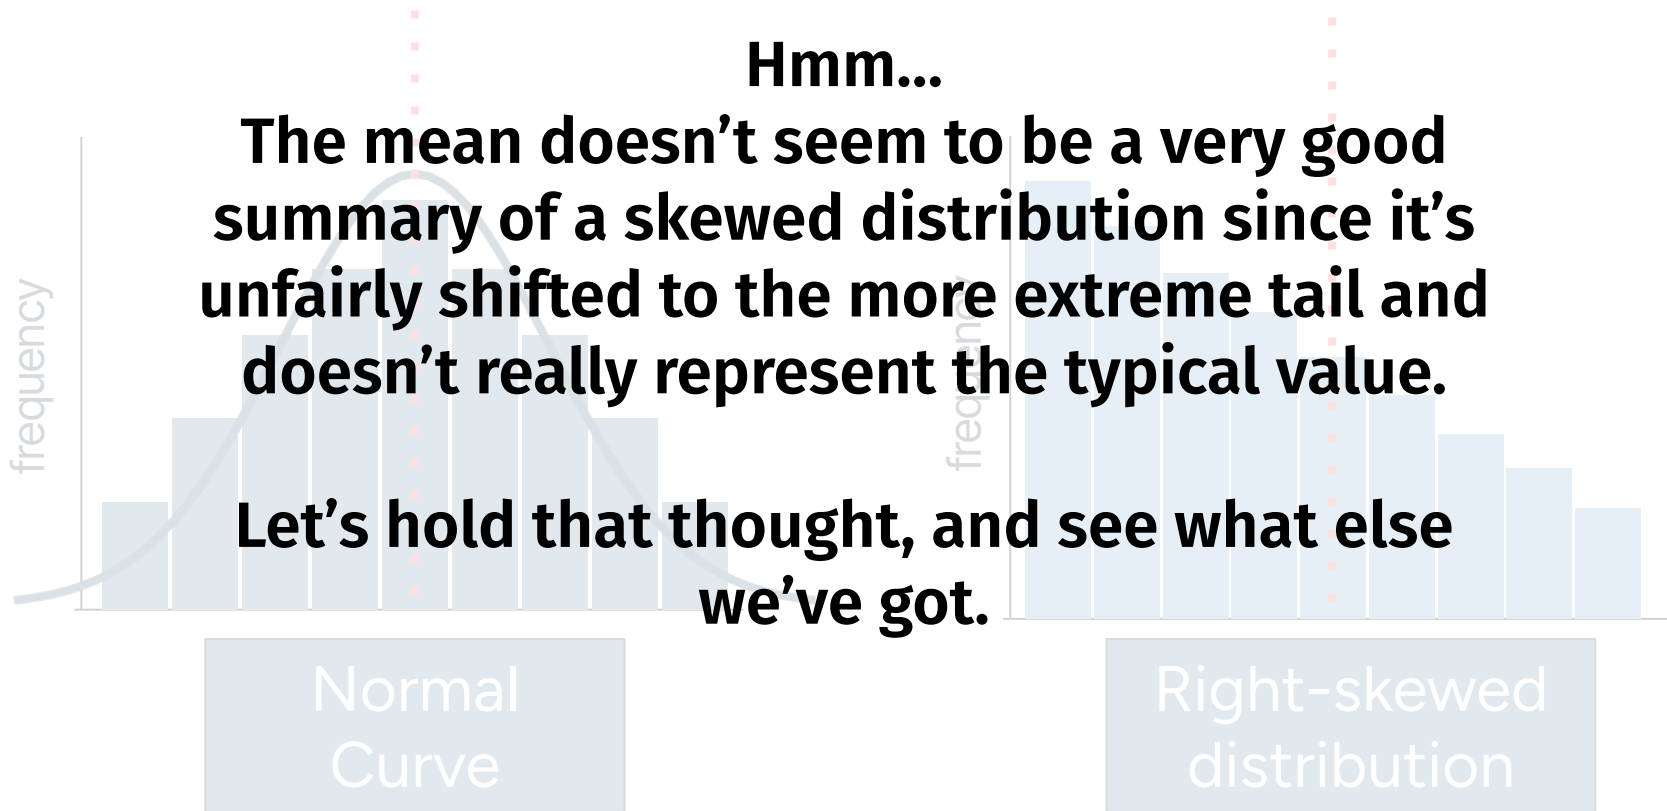 Hmm...
The mean doesn’t seem to be a very good
summary of a skewed distribution since it’s
unfairly shifted to the more extreme tail and
doesn’t really represent the typical value.
Let’s hold that thought, and see what else
we’ve got.
frequency
frequency
Normal
Curve
Right-skewed
distribution